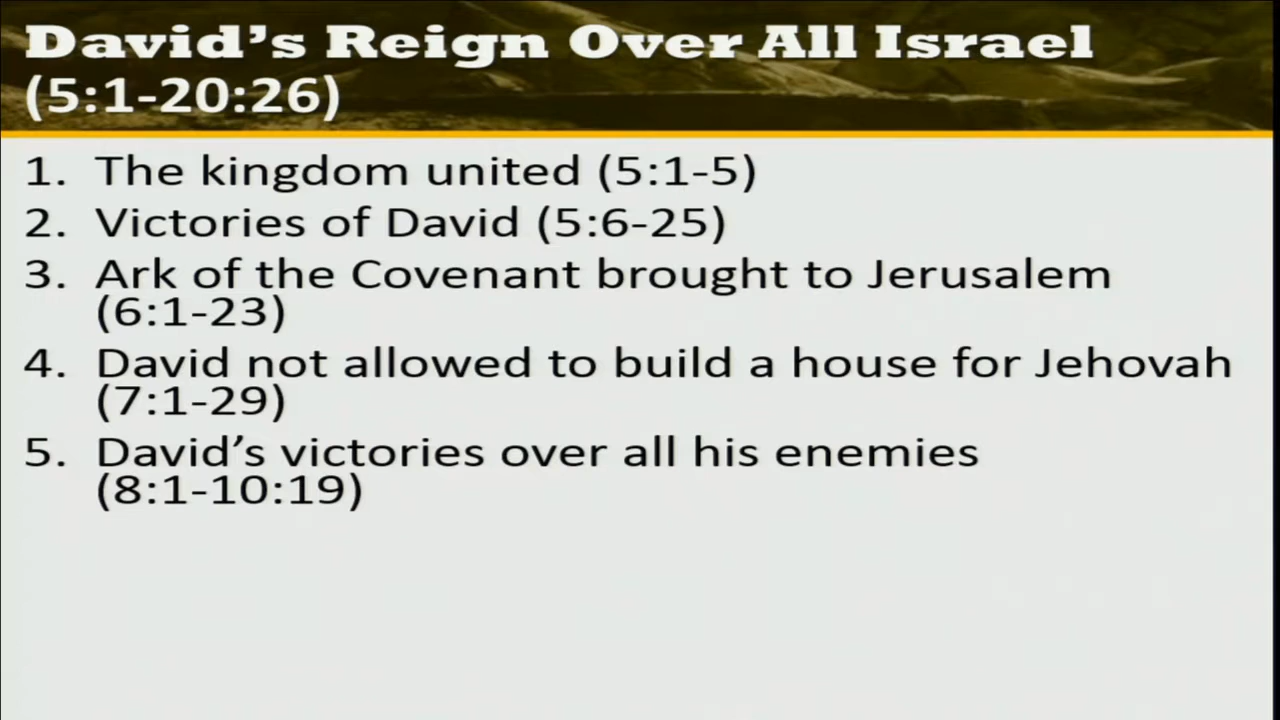 David's Reign Over All Israel
(5:1-20:26)
1. The kingdom united (5:1-5)
2. Victories of David (5:6-25)
3. Ark of the Covenant brought to Jerusalem
(6:1-23)
4. David not allowed to build a house for Jehovah
(7:1-29)
5. David's victories over all his enemies
(8:1-10:19)